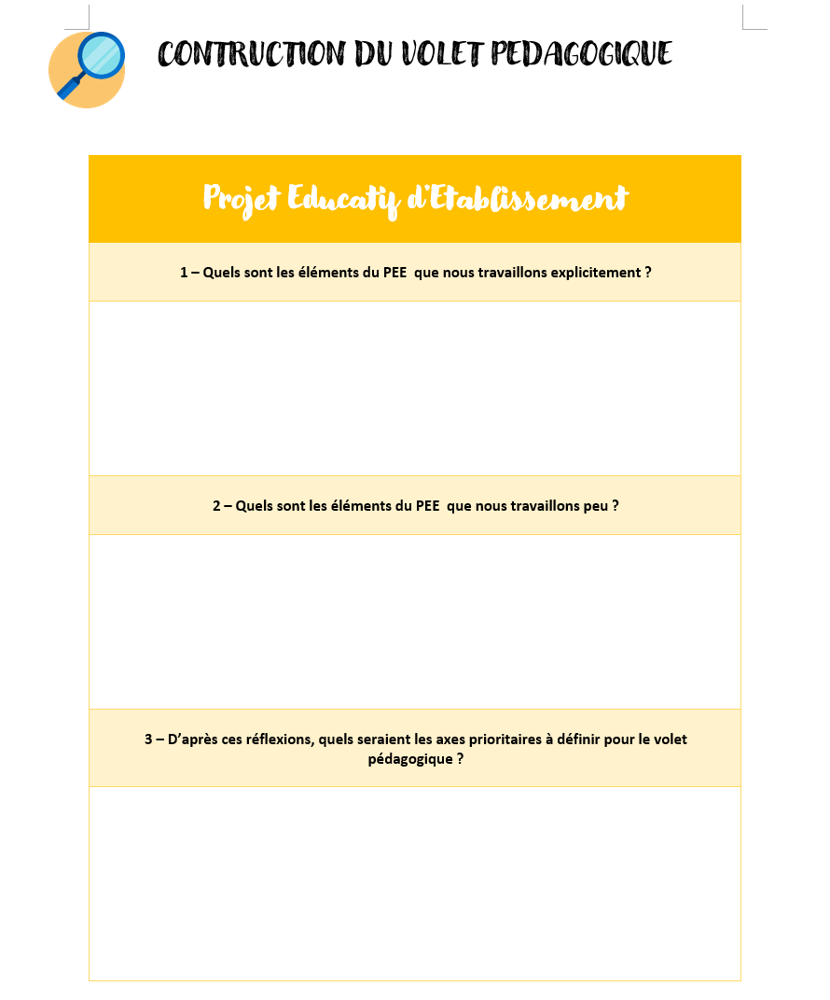 CONTRUCTION DU VOLET PEDAGOGIQUE
Projet Educatif d'Etablissement
1 – Quels sont les éléments du PEE  que nous travaillons explicitement ?
2 – Quels sont les éléments du PEE  que nous travaillons peu ?
3 – D’après ces réflexions, quels seraient les axes prioritaires à définir pour le volet
pédagogique ?